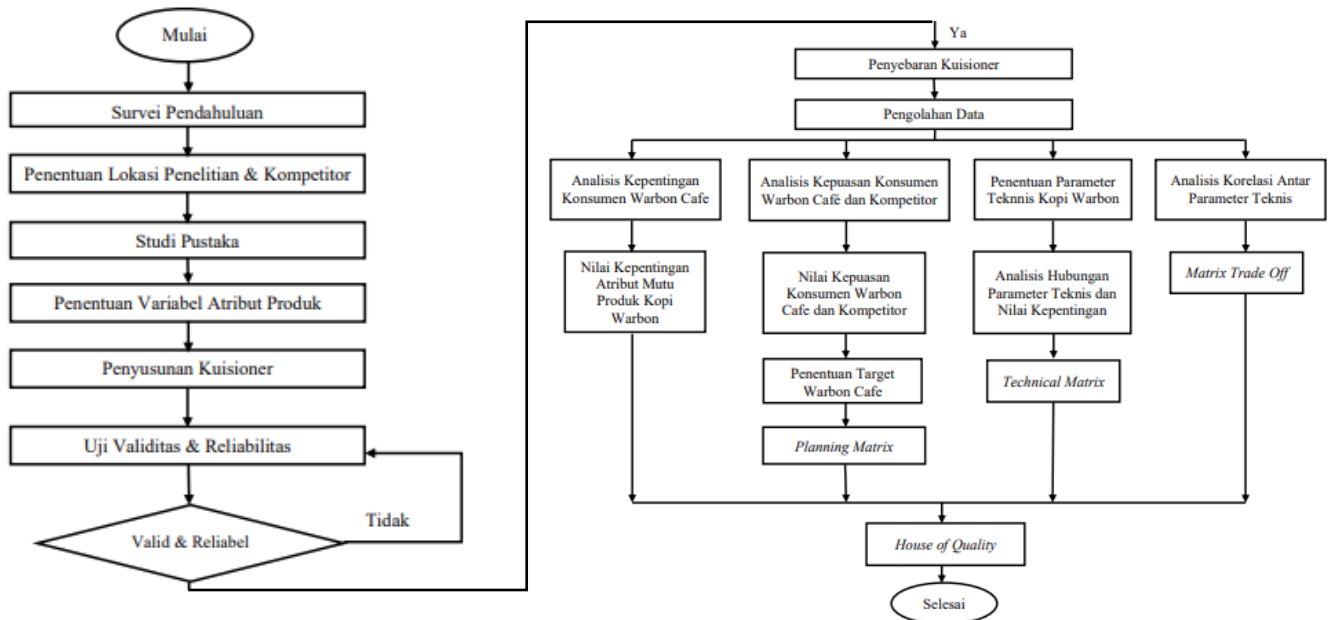 Mulai
Survei Pendahuluan
Penentuan Lokasi Penelitian & Kompetitor
Studi Pustaka
Penentuan Variabel Atribut Produk
Penyusunan Kuisioner
Uji Validitas & Reliabilitas
Tidak
Valid & Reliabel
Ya
Penyebaran Kuisioner
Pengolahan Data
Analisis Kepentingan
Konsumen Warbon Cafe
Nilai Kepentingan
Atribut Mutu
Produk Kopi
Warbon
Analisis Kepuasan Konsumen
Warbon Café dan Kompetitor
Nilai Kepuasan
Konsumen Warbon
Cafe dan Kompetitor
Penentuan Target
Warbon Cafe
Planning Matrix
Penentuan Parameter
Teknnis Kopi Warbon
Analisis Hubungan
Parameter Teknis dan
Nilai Kepentingan
Technical Matrix
Analisis Korelasi Antar
Parameter Teknis
Matrix Trade Off
House of Quality
Selesai